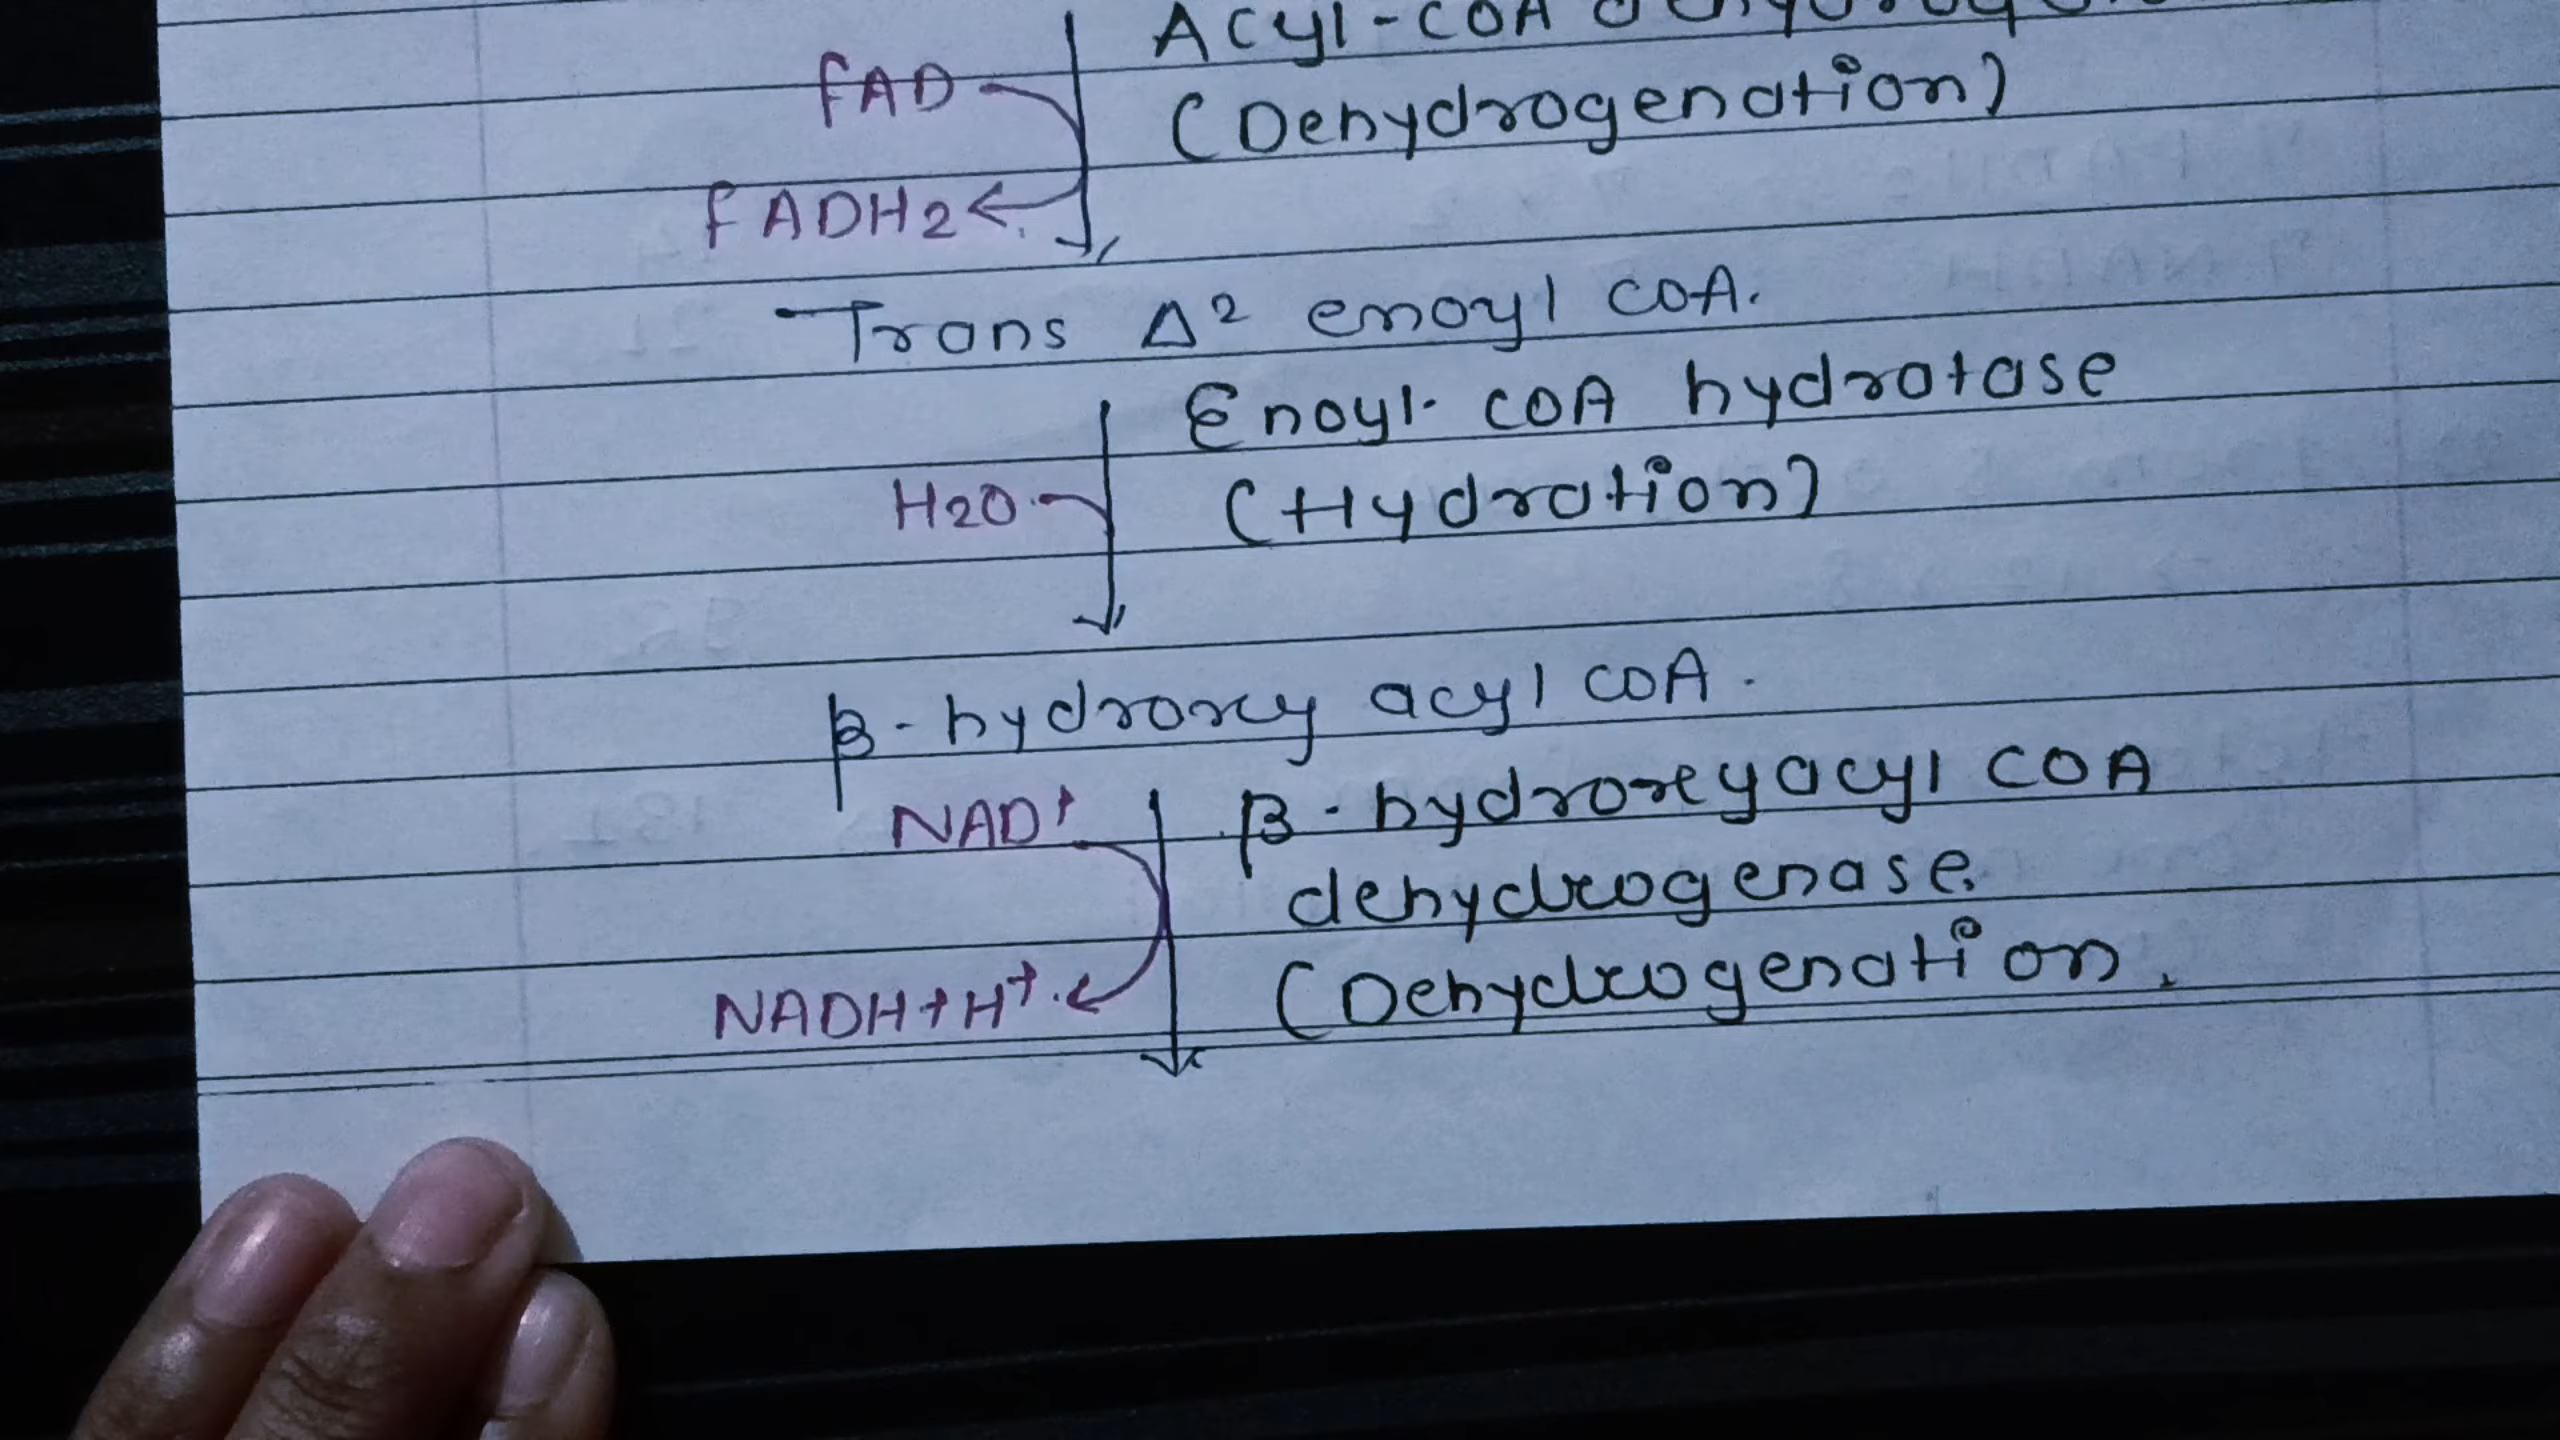 Acyl-COA
FAD
(Dehydrogenation)
FADH2
Trans Δ² enoyl COA.
Enoyl- COA hydratase
H2O
(Hydration)
β-hydroxy acyl COA.
NAD+
β-hydroxyacyl COA
dehydrogenase.
NADH+H+
(Dehydrogenation.